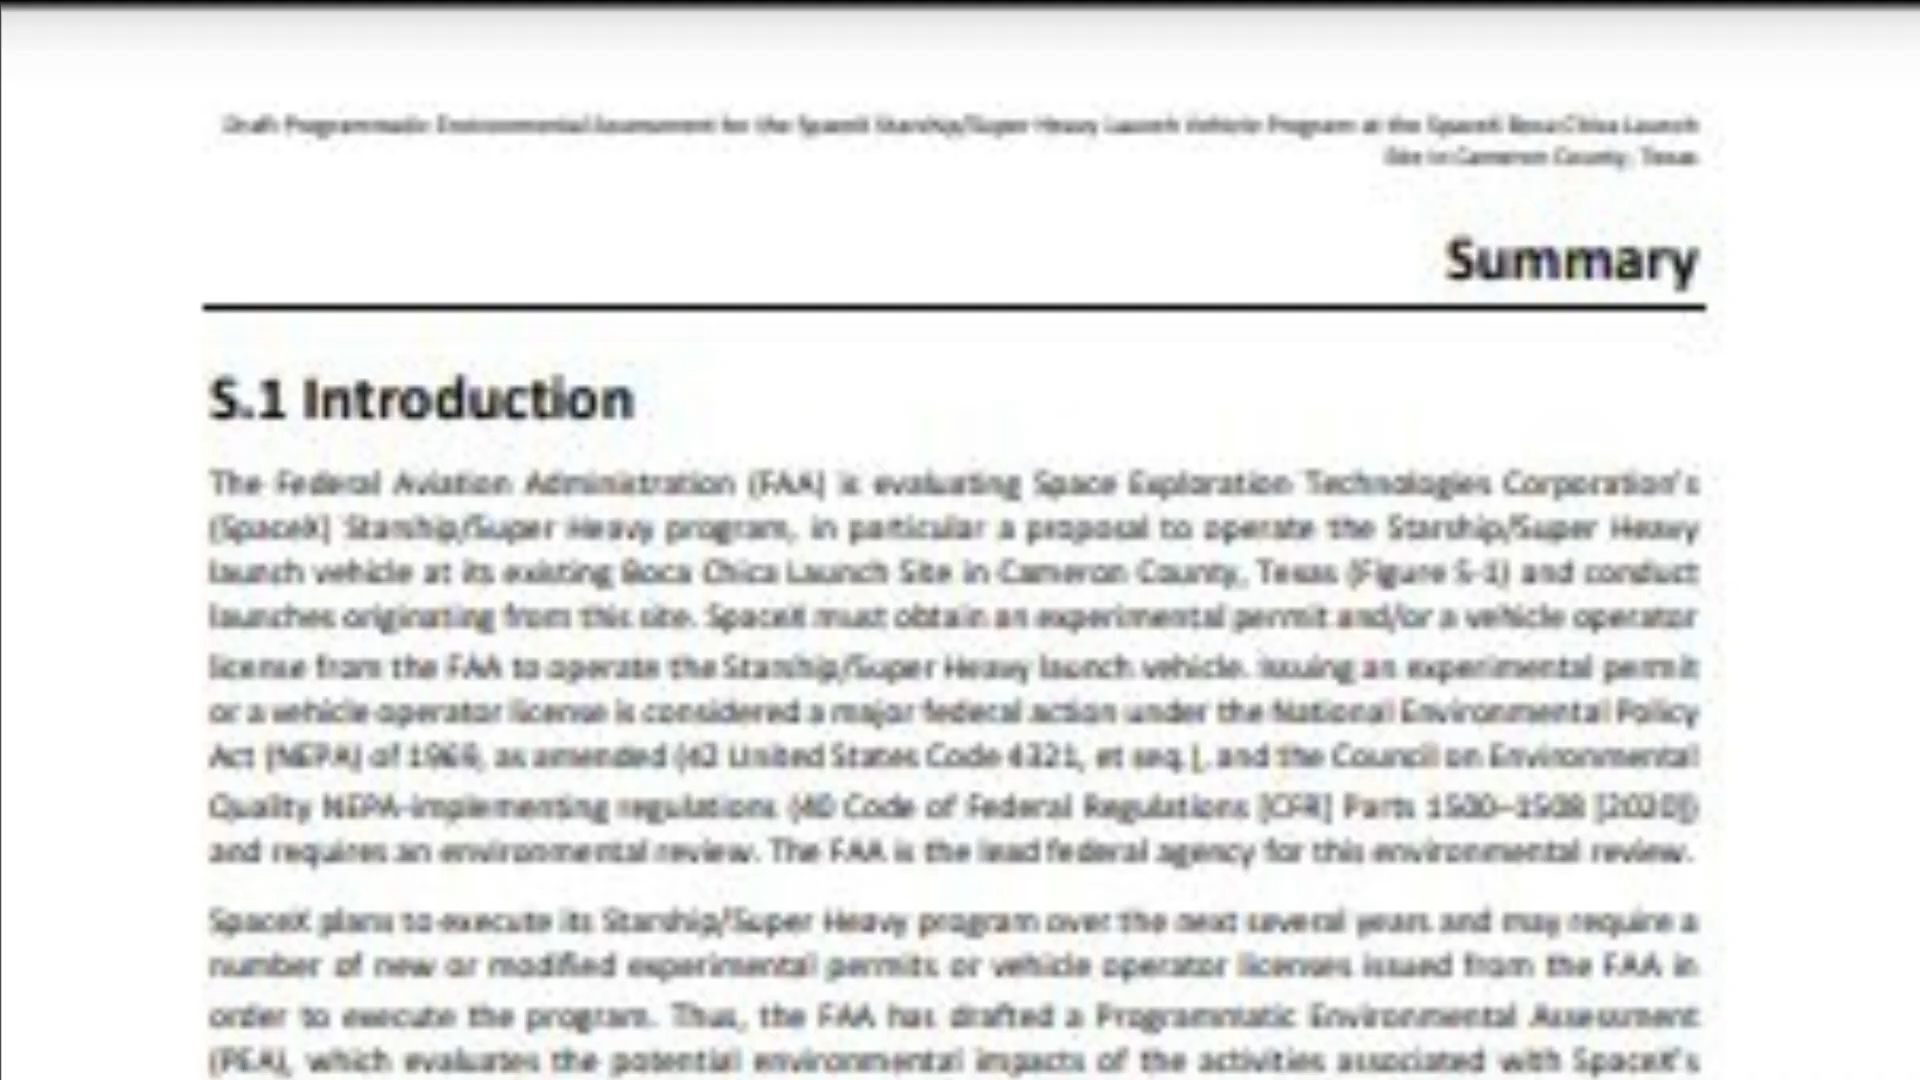 Draft Programmatic Environmental Assessment for the SpaceX Starship/Super Heavy Launch Vehicle Program at the SpaceX Boca Chica Launch
Site in Cameron County, Texas
Summary
S.1 Introduction
The Federal Aviation Administration (FAA) is evaluating Space Exploration Technologies Corporation's
(SpaceX) Starship/Super Heavy program, in particular a proposal to operate the Starship/Super Heavy
launch vehicle at its existing Boca Chica Launch Site in Cameron County, Texas (Figure S-1) and conduct
launches originating from this site. SpaceX must obtain an experimental permit and/or a vehicle operator
license from the FAA to operate the Starship/Super Heavy launch vehicle. Issuing an experimental permit
or a vehicle operator license is considered a major federal action under the National Environmental Policy
Act (NEPA) of 1969, as amended (42 United States Code 4321, et seq.), and the Council on Environmental
Quality NEPA-implementing regulations (40 Code of Federal Regulations [CFR] Parts 1500–1508 [2020])
and requires an environmental review. The FAA is the lead federal agency for this environmental review.
SpaceX plans to execute its Starship/Super Heavy program over the next several years and may require a
number of new or modified experimental permits or vehicle operator licenses issued from the FAA in
order to execute the program. Thus, the FAA has drafted a Programmatic Environmental Assessment
(PEA), which evaluates the potential environmental impacts of the activities associated with SpaceX's